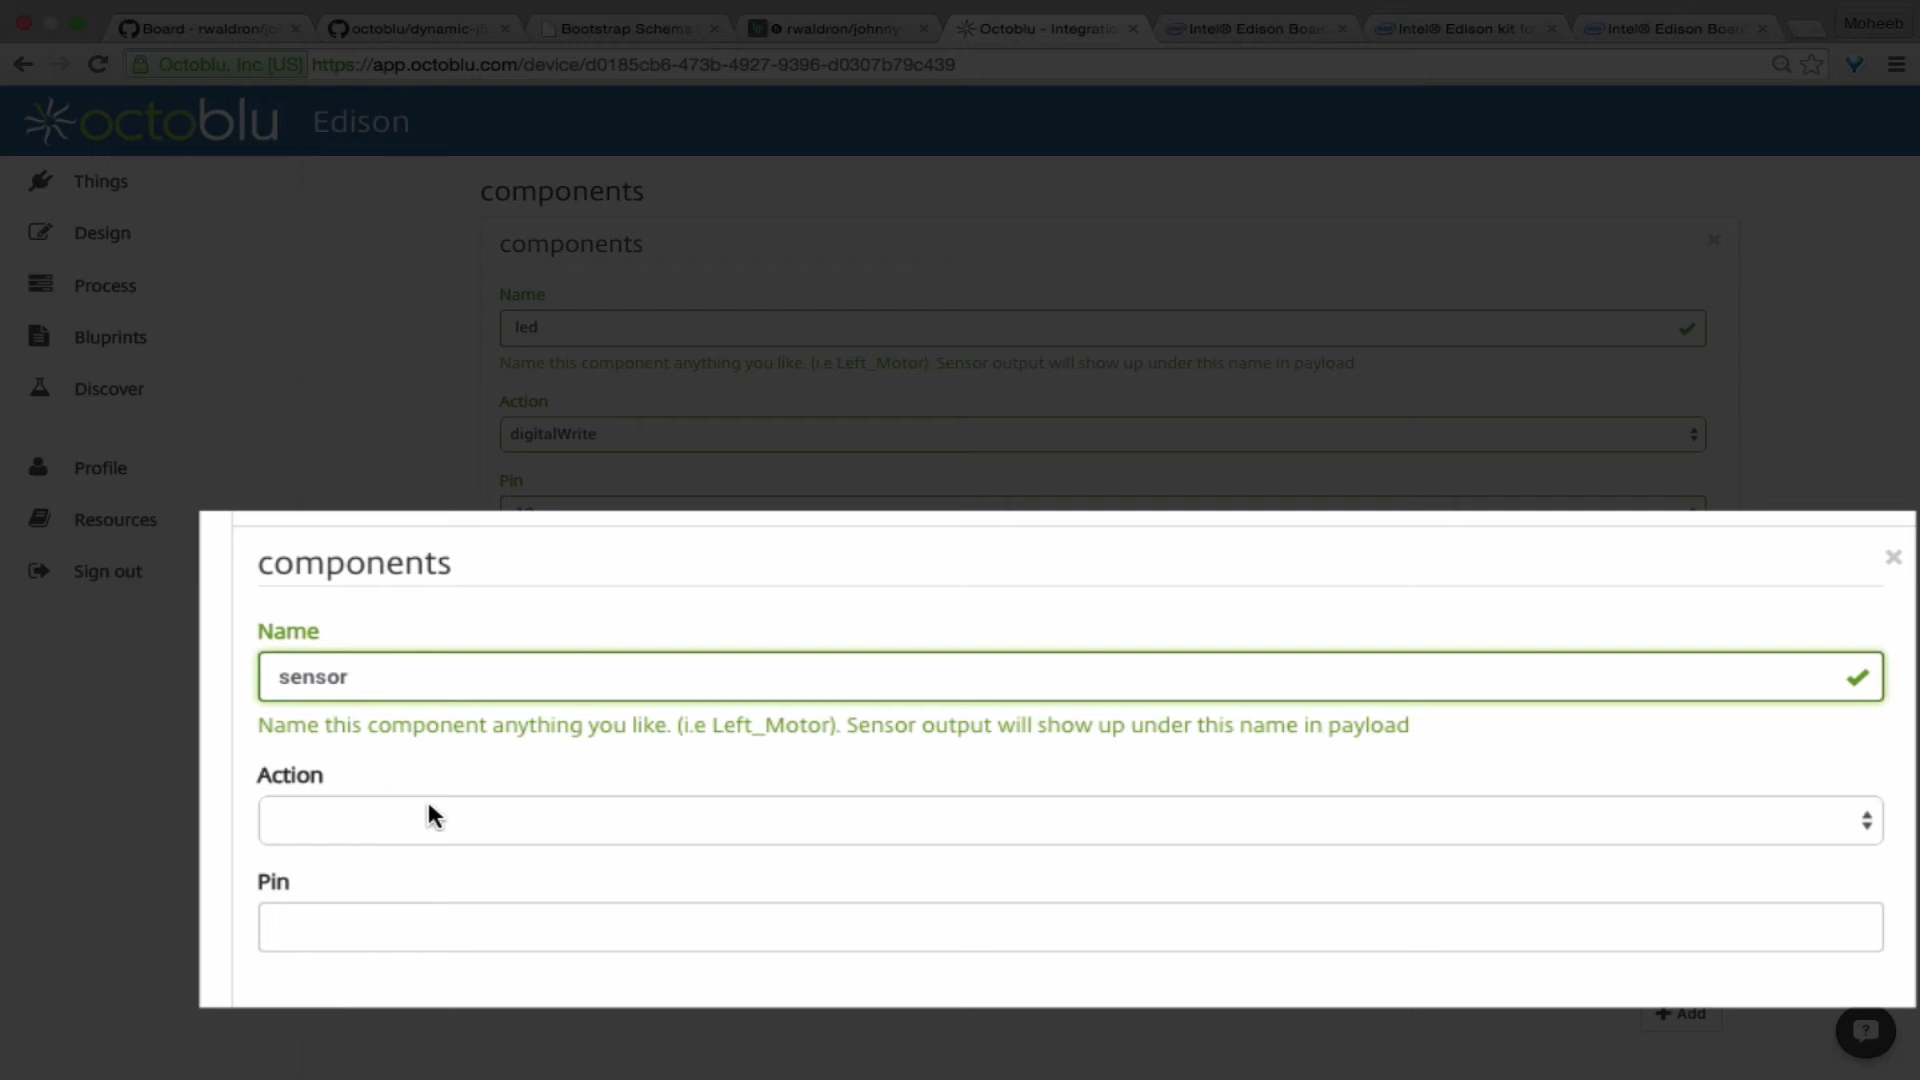 Board - rwaldron/jo
octoblu/dynamic-j5
Bootstrap Schema
rwaldron/johnny
Octoblu - Integratio
Intel® Edison Boar
Intel® Edison kit fo
Intel® Edison Boar
Moheeb
Octoblu, Inc [US]
https://app.octoblu.com/device/d0185cb6-473b-4927-9396-d0307b79c439
octoblu
Edison
Things
Design
Process
Bluprints
Discover
Profile
Resources
Sign out
components
components
Name
led
Name this component anything you like. (i.e Left_Motor). Sensor output will show up under this name in payload
Action
digitalWrite
Pin
components
Name
sensor
Name this component anything you like. (i.e Left_Motor). Sensor output will show up under this name in payload
Action
Pin
Add